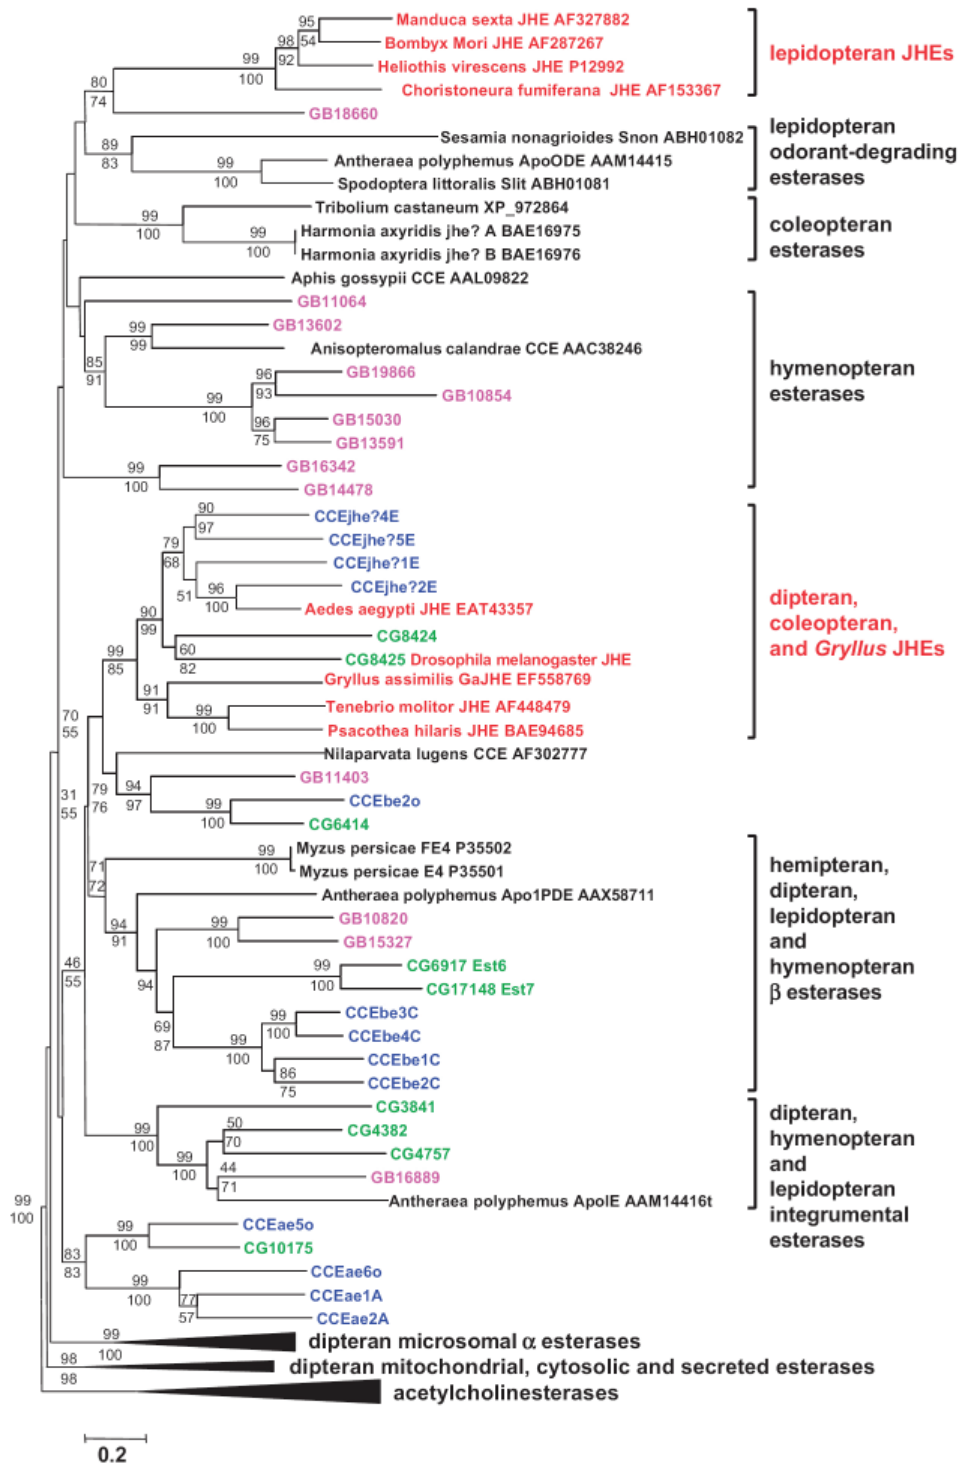 95
Manduca sexta JHE AF327882
98
54
Bombyx Mori JHE AF287267
lepidopteran JHEs
99
92
Heliothis virescens JHE P12992
80
100
Choristoneura fumiferana JHE AF153367
74
GB18660
lepidopteran
odorant-degrading
esterases
89
Sesamia nonagrioides Snon ABH01082
83
99
Antheraea polyphemus ApoODE AAM14415
100
Spodoptera littoralis Slit ABH01081
99
Tribolium castaneum XP_972864
100
99
Harmonia axyridis jhe? A BAE16975
coleopteran
esterases
100
Harmonia axyridis jhe? B BAE16976
Aphis gossypii CCE AAL09822
GB11064
99
GB13602
99
Anisopteromalus calandrae CCE AAC38246
85
91
96
GB19866
hymenopteran
esterases
99
93
GB10854
100
96
GB15030
75
GB13591
99
GB16342
100
GB14478
90
CCEjhe?4E
97
79
CCEjhe?5E
68
CCEjhe?1E
51
96
CCEjhe?2E
100
Aedes aegypti JHE EAT43357
dipteran,
coleopteran,
and Gryllus JHEs
90
99
CG8424
60
99
82
CG8425 Drosophila melanogaster JHE
85
91
Gryllus assimilis GaJHE EF558769
91
99
Tenebrio molitor JHE AF448479
70
100
Psacothea hilaris JHE BAE94685
55
Nilaparvata lugens CCE AF302777
GB11403
79
94
31
76
97
99
CCEbe2o
55
100
CG6414
99
Myzus persicae FE4 P35502
71
100
Myzus persicae E4 P35501
72
Antheraea polyphemus Apo1PDE AAX58711
hemipteran,
dipteran,
lepidopteran
and
hymenopteran
β esterases
94
99
GB10820
91
100
GB15327
46
99
CG6917 Est6
55
94
100
CG17148 Est7
99
CCEbe3C
69
100
CCEbe4C
87
99
CCEbe1C
100
86
CCEbe2C
75
CG3841
99
50
CG4382
100
70
CG4757
99
44
GB16889
100
71
Antheraea polyphemus ApoIE AAM14416t
dipteran,
hymenopteran
and
lepidopteran
integrumental
esterases
99
100
99
CCEae5o
100
CG10175
83
83
99
CCEae6o
100
77
CCEae1A
57
CCEae2A
99
dipteran microsomal α esterases
100
98
dipteran mitochondrial, cytosolic and secreted esterases
98
acetylcholinesterases
0.2